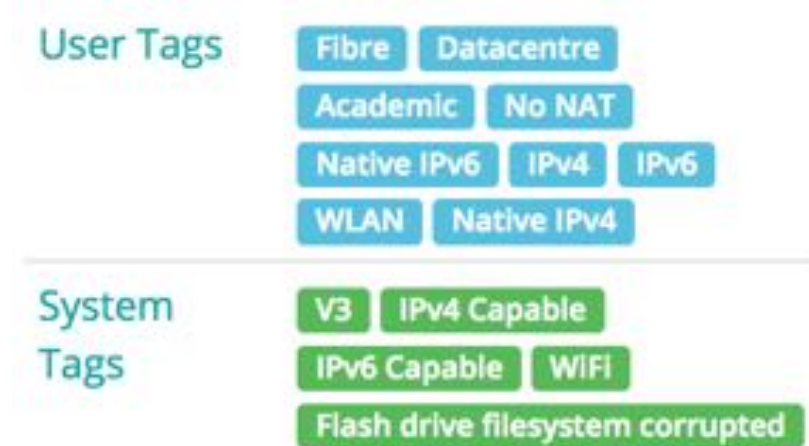 User Tags Fibre Datacentre
Academic No NAT
Native IPv6 IPv4 IPv6
WLAN Native IPv4
System V3 IPv4 Capable
Tags IPv6 Capable WiFi
Flash drive filesystem corrupted